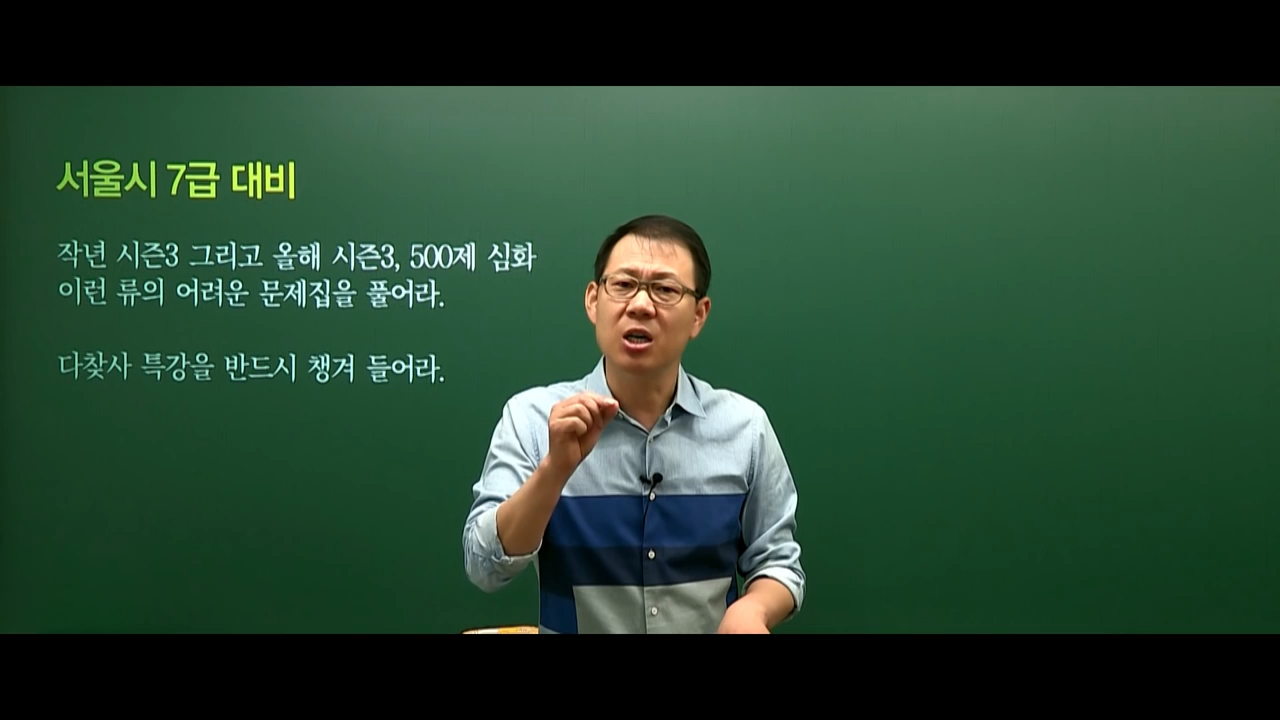 서울시 7급 대비
작년 시즌3 그리고 올해 시즌3, 500제 심화
이런 류의 어려운 문제집을 풀어라.
다찾사 특강을 반드시 챙겨 들어라.